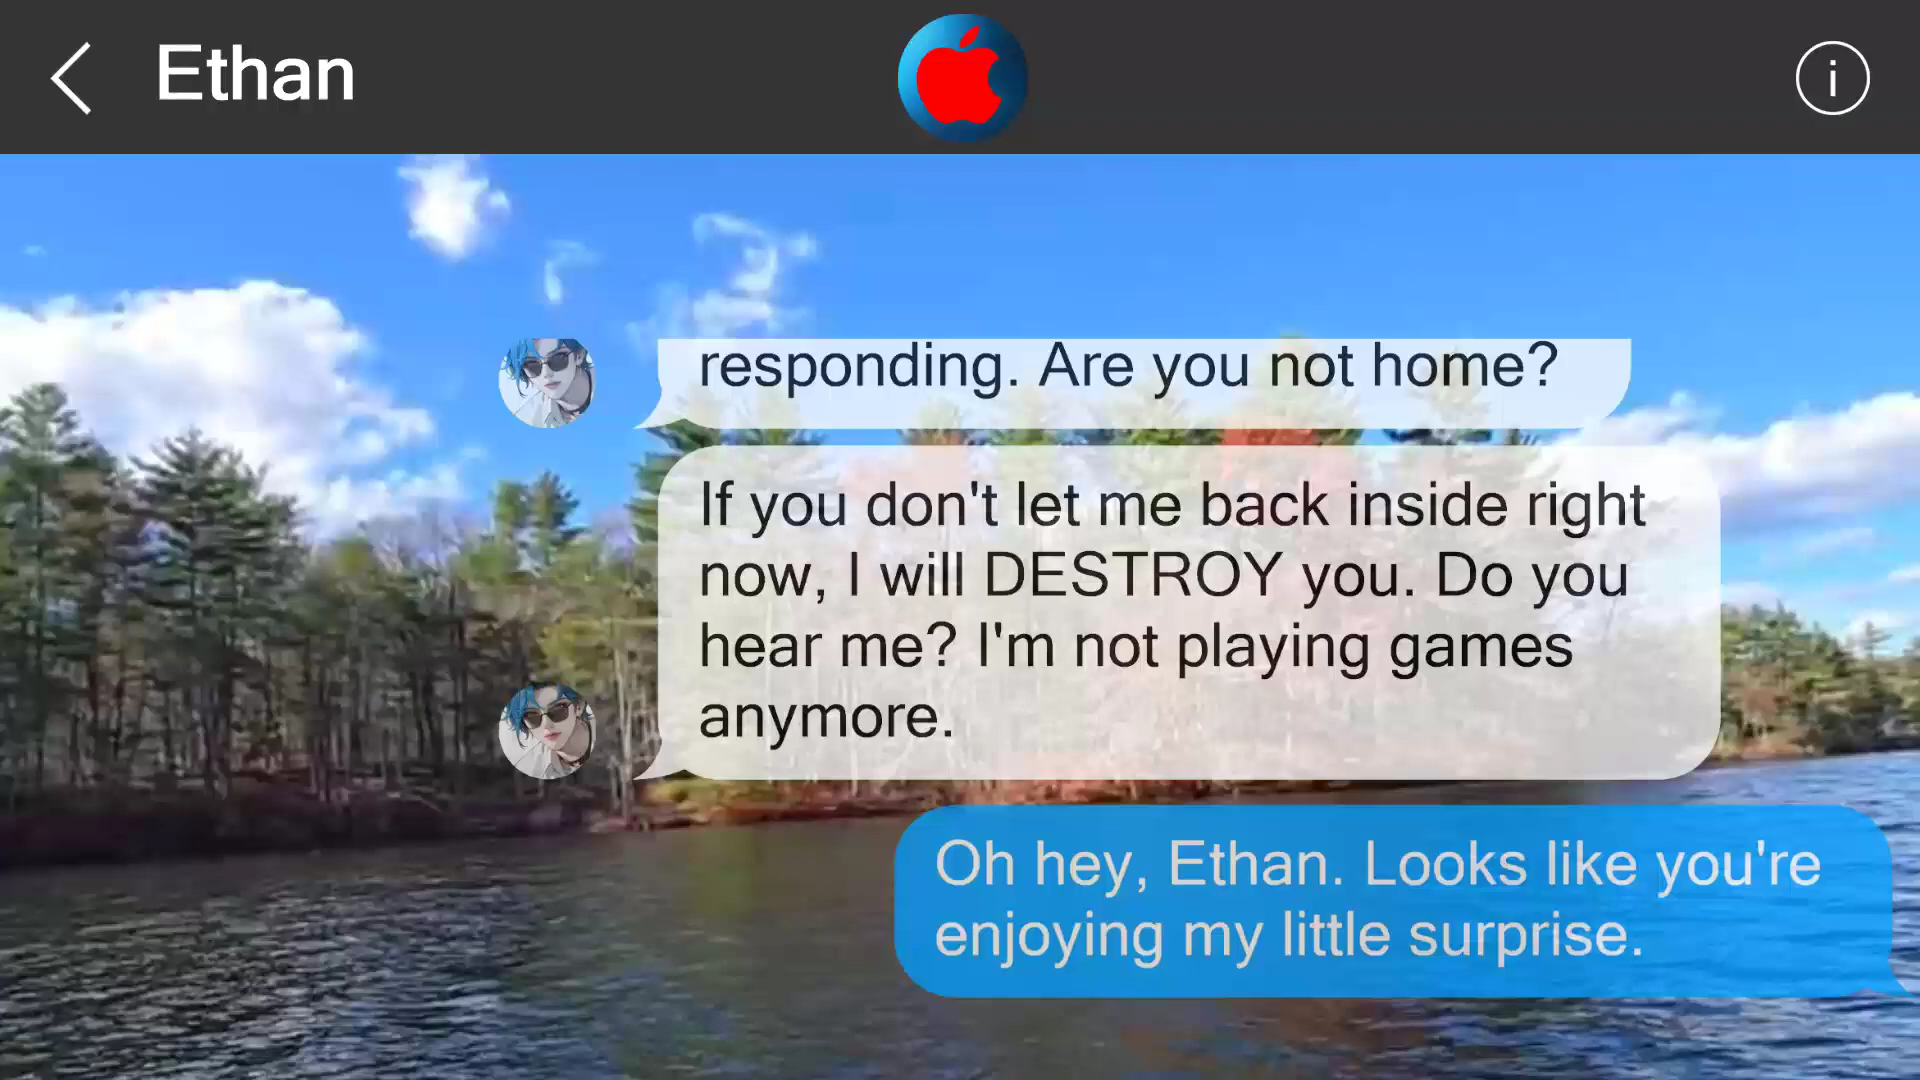 Ethan
i
responding. Are you not home?
If you don't let me back inside right
now, I will DESTROY you. Do you
hear me? I'm not playing games
anymore.
Oh hey, Ethan. Looks like you're
enjoying my little surprise.